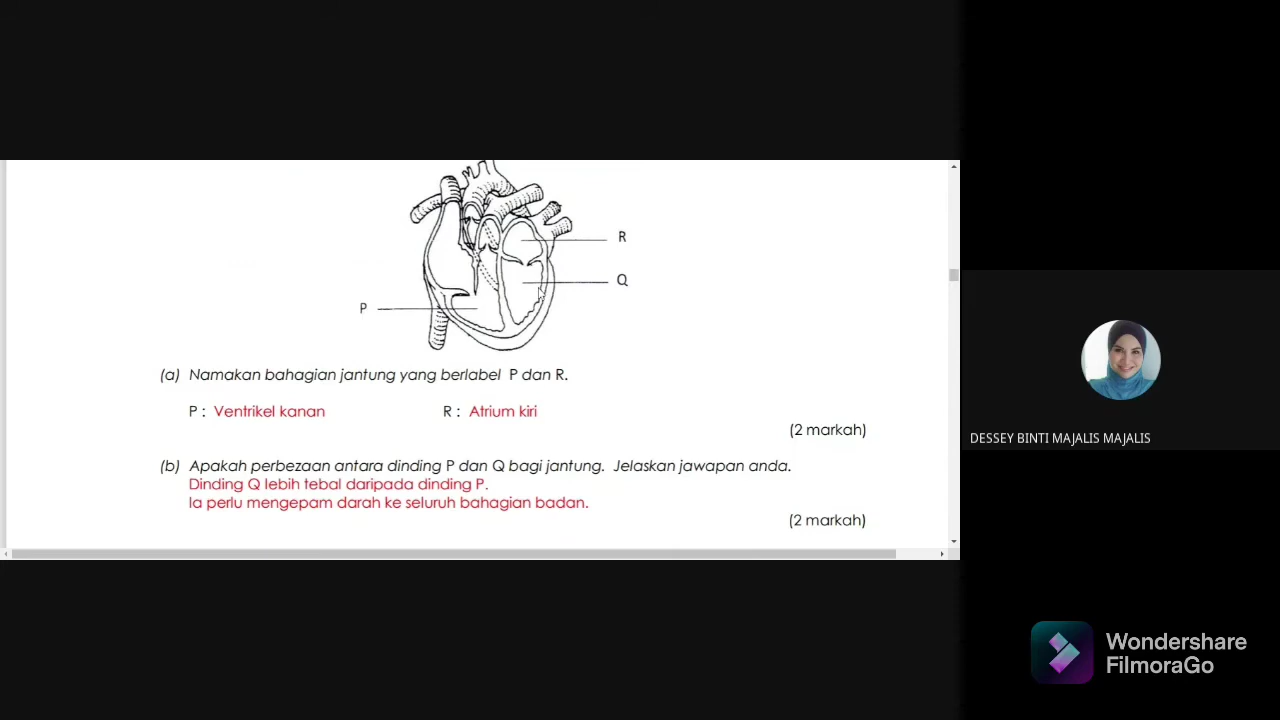 R
Q
P
(a) Namakan bahagian jantung yang berlabel P dan R.
P : Ventrikel kanan R : Atrium kiri
(2 markah)
(b) Apakah perbezaan antara dinding P dan Q bagi jantung. Jelaskan jawapan anda.
Dinding Q lebih tebal daripada dinding P.
Ia perlu mengepam darah ke seluruh bahagian badan.
(2 markah)
DESSEY BINTI MAJALIS MAJALIS
Wondershare
FilmoraGo